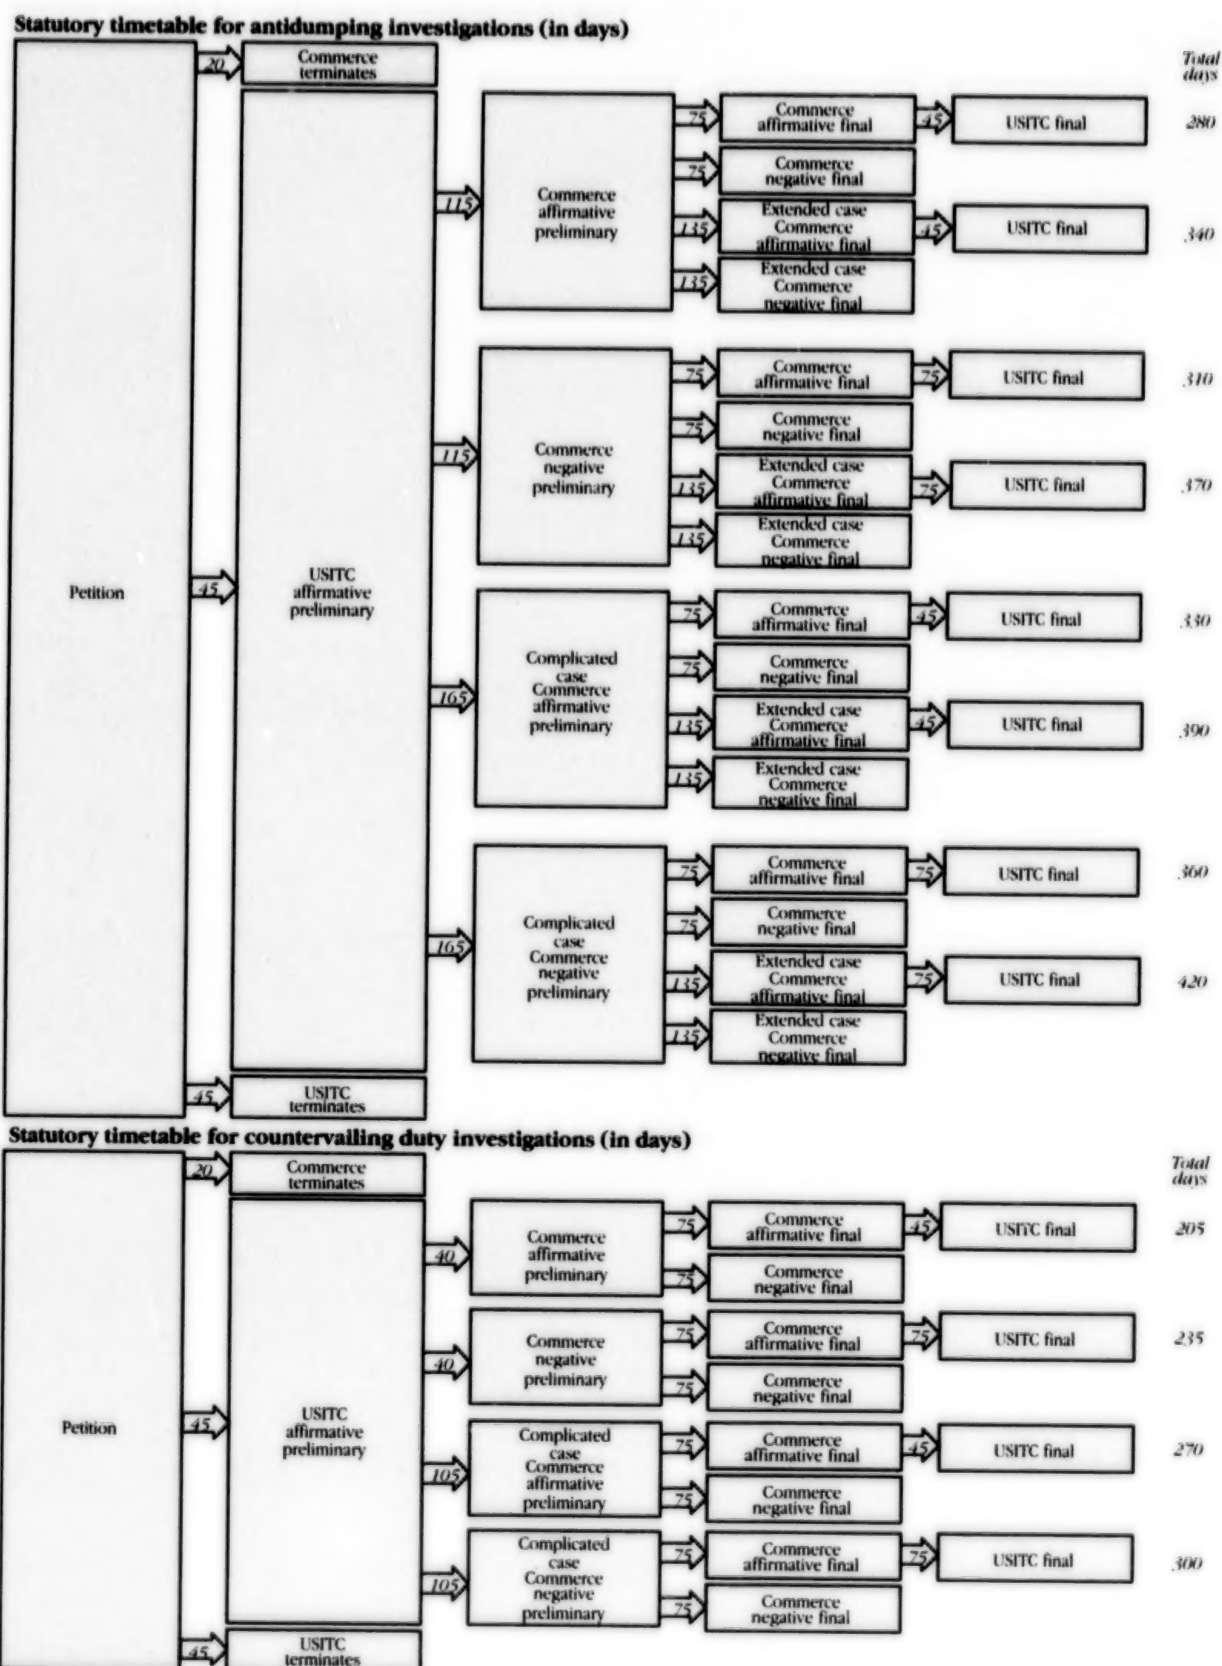 Statutory timetable for antidumping investigations (in days)
Total
days
Petition
20
Commerce
terminates
45
USITC
affirmative
preliminary
115
Commerce
affirmative
preliminary
75
Commerce
affirmative final
45
USITC final
280
75
Commerce
negative final
135
Extended case
Commerce
affirmative final
45
USITC final
340
135
Extended case
Commerce
negative final
115
Commerce
negative
preliminary
75
Commerce
affirmative final
75
USITC final
310
75
Commerce
negative final
135
Extended case
Commerce
affirmative final
75
USITC final
370
135
Extended case
Commerce
negative final
165
Complicated
case
Commerce
affirmative
preliminary
75
Commerce
affirmative final
45
USITC final
330
75
Commerce
negative final
135
Extended case
Commerce
affirmative final
45
USITC final
390
135
Extended case
Commerce
negative final
165
Complicated
case
Commerce
negative
preliminary
75
Commerce
affirmative final
75
USITC final
360
75
Commerce
negative final
135
Extended case
Commerce
affirmative final
75
USITC final
420
135
Extended case
Commerce
negative final
45
USITC
terminates
Statutory timetable for countervailing duty investigations (in days)
Total
days
Petition
20
Commerce
terminates
45
USITC
affirmative
preliminary
40
Commerce
affirmative
preliminary
75
Commerce
affirmative final
45
USITC final
205
75
Commerce
negative final
40
Commerce
negative
preliminary
75
Commerce
affirmative final
75
USITC final
235
75
Commerce
negative final
105
Complicated
case
Commerce
affirmative
preliminary
75
Commerce
affirmative final
45
USITC final
270
75
Commerce
negative final
105
Complicated
case
Commerce
negative
preliminary
75
Commerce
affirmative final
75
USITC final
300
75
Commerce
negative final
45
USITC
terminates